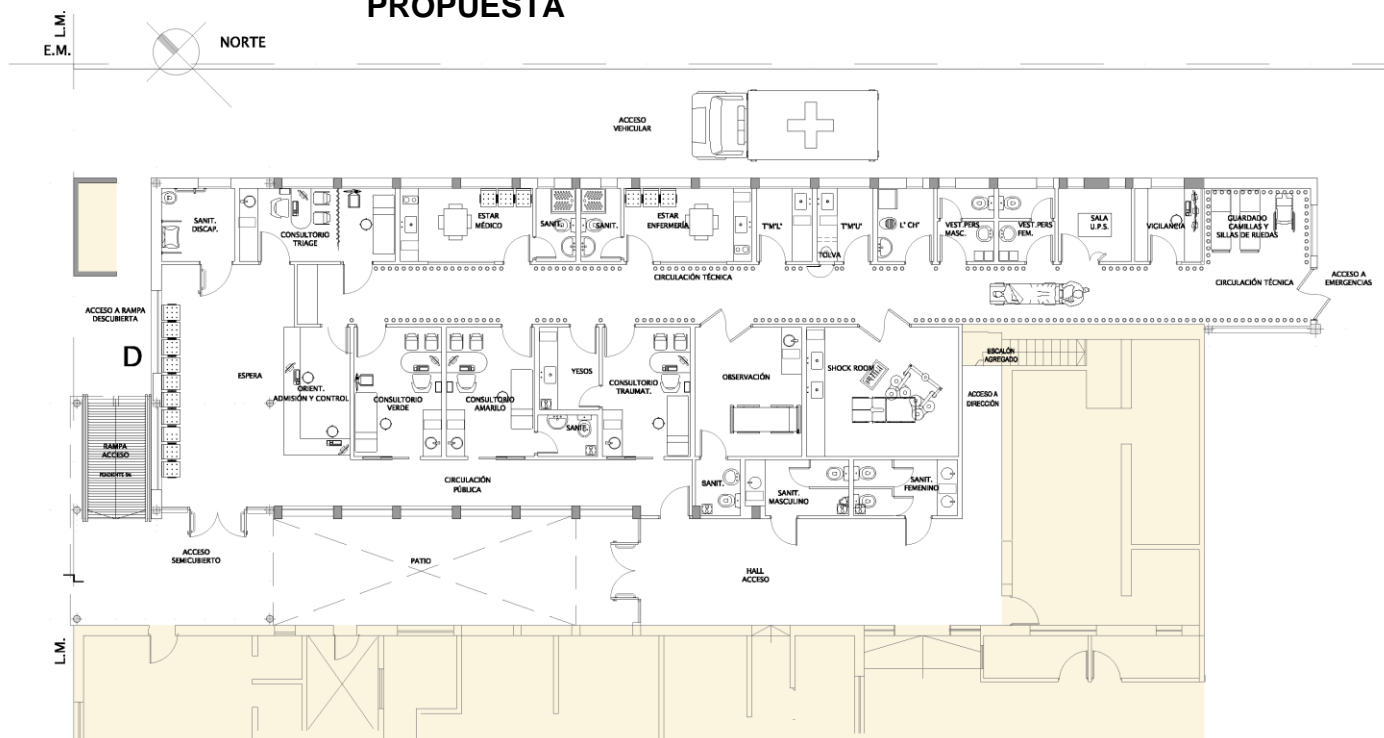 PROPUESTA
L.M.
E.M.
NORTE
ACCESO
VEHICULAR
SANIT.
DISCAP.
CONSULTORIO
TRIAGE
ESTAR
MÉDICO
SANIT.
SANIT.
ESTAR
ENFERMERÍA
T"M'L"
T"M'U"
TOLVA
L" CH"
VEST.PERS
MASC.
VEST.PERS
FEM.
SALA
U.P.S.
VIGILANCIA
GUARDADO
CAMILLAS Y
SILLAS DE RUEDAS
CIRCULACIÓN TÉCNICA
CIRCULACIÓN TÉCNICA
ACCESO A
EMERGENCIAS
ACCESO A RAMPA
DESCUBIERTA
D
ESPERA
ORIENT.
ADMISIÓN Y CONTROL
CONSULTORIO
VERDE
CONSULTORIO
AMARILO
YESOS
SANIT.
CONSULTORIO
TRAUMAT.
OBSERVACIÓN
SHOCK ROOM
ACCESO A
DIRECCIÓN
ESCALÓN
AGREGADO
RAMPA
ACCESO
PENDIENTE 8%
CIRCULACIÓN
PÚBLICA
SANIT.
SANIT.
MASCULINO
SANIT.
FEMENINO
ACCESO
SEMICUBIERTO
PATIO
HALL
ACCESO
L.M.